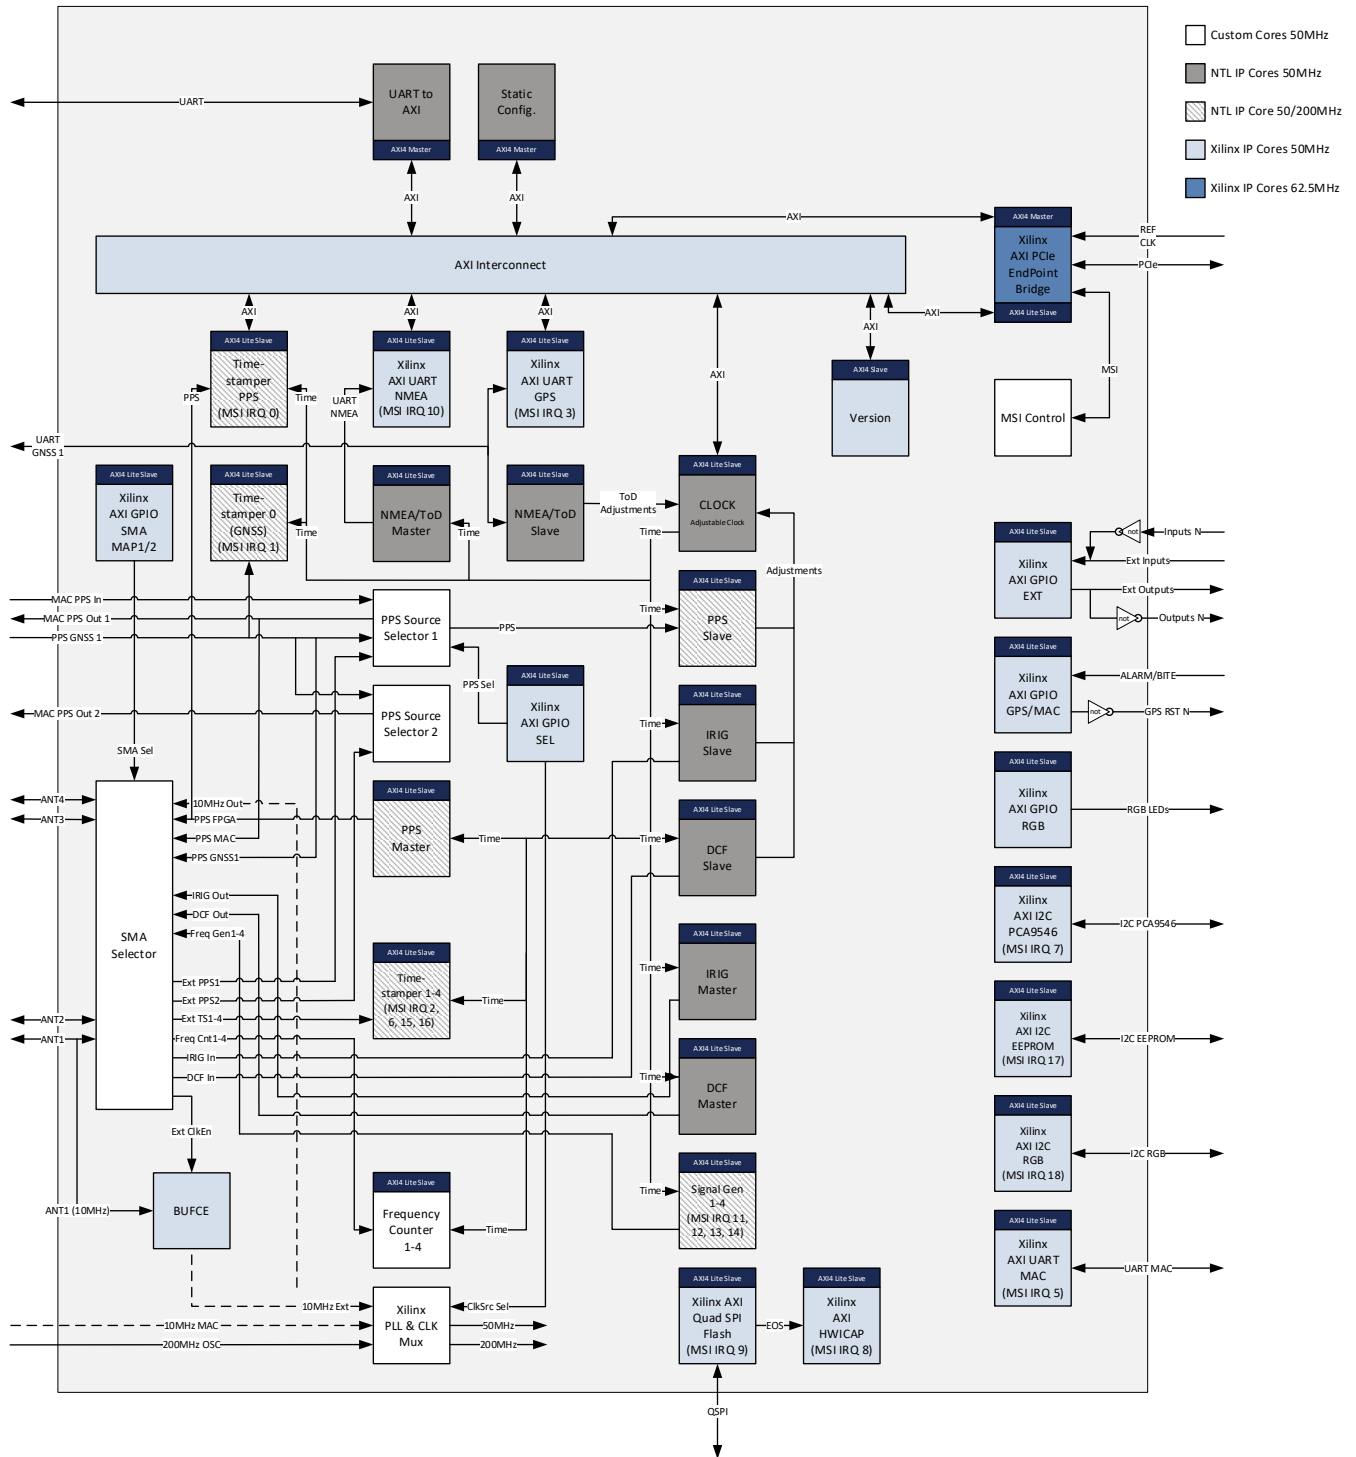 Custom Cores 50MHz
NTL IP Cores 50MHz
NTL IP Core 50/200MHz
Xilinx IP Cores 50MHz
Xilinx IP Cores 62.5MHz
UART
UART to
AXI
AXI4 Master
Static
Config.
AXI4 Master
AXI
AXI
AXI
AXI Interconnect
AXI4 Master
Xilinx
AXI PCIe
EndPoint
Bridge
AXI4 Lite Slave
REF
CLK
PCIe
AXI
AXI
AXI
AXI
AXI
AXI
MSI
AXI4 Lite Slave
Time-
stamper
PPS
(MSI IRQ 0)
PPS
Time
AXI4 Lite Slave
Xilinx
AXI UART
NMEA
(MSI IRQ 10)
UART
NMEA
AXI4 Lite Slave
Xilinx
AXI UART
GPS
(MSI IRQ 3)
AXI4 Slave
Version
MSI Control
UART
GNSS 1
AXI4 Lite Slave
Xilinx
AXI GPIO
SMA
MAP1/2
AXI4 Lite Slave
Time-
stamper 0
(GNSS)
(MSI IRQ 1)
Time
AXI4 Lite Slave
NMEA/ToD
Master
Time
AXI4 Lite Slave
NMEA/ToD
Slave
ToD
Adjustments
AXI4 Lite Slave
CLOCK
Adjustable Clock
Time
Adjustments
AXI4 Lite Slave
Xilinx
AXI GPIO
EXT
not
Inputs N
Ext Inputs
Ext Outputs
not
Outputs N
MAC PPS In
MAC PPS Out 1
PPS GNSS 1
PPS Source
Selector 1
PPS
AXI4 Lite Slave
PPS
Slave
Time
AXI4 Lite Slave
Xilinx
AXI GPIO
GPS/MAC
ALARM/BITE
not
GPS RST N
PPS Sel
AXI4 Lite Slave
Xilinx
AXI GPIO
SEL
MAC PPS Out 2
PPS Source
Selector 2
AXI4 Lite Slave
IRIG
Slave
Time
SMA Sel
AXI4 Lite Slave
Xilinx
AXI GPIO
RGB
RGB LEDs
ANT4
ANT3
10MHz Out
PPS FPGA
PPS MAC
PPS GNSS1
AXI4 Lite Slave
PPS
Master
Time
Time
AXI4 Lite Slave
DCF
Slave
IRIG Out
DCF Out
Freq Gen1-4
SMA
Selector
AXI4 Lite Slave
Xilinx
AXI I2C
PCA9546
(MSI IRQ 7)
I2C PCA9546
AXI4 Lite Slave
Time-
stamper 1-4
(MSI IRQ 2,
6, 15, 16)
Time
AXI4 Lite Slave
IRIG
Master
Time
Ext PPS1
Ext PPS2
Ext TS1-4
Freq Cnt1-4
IRIG In
DCF In
ANT2
ANT1
AXI4 Lite Slave
Xilinx
AXI I2C
EEPROM
(MSI IRQ 17)
I2C EEPROM
AXI4 Lite Slave
DCF
Master
Time
Ext ClkEn
AXI4 Lite Slave
Xilinx
AXI I2C
RGB
(MSI IRQ 18)
I2C RGB
ANT1 (10MHz)
BUFCE
AXI4 Lite Slave
Frequency
Counter
1-4
Time
AXI4 Lite Slave
Signal Gen
1-4
(MSI IRQ 11,
12, 13, 14)
Time
AXI4 Lite Slave
Xilinx
AXI UART
MAC
(MSI IRQ 5)
UART MAC
10MHz Ext
10MHz MAC
200MHz OSC
Xilinx
PLL & CLK
Mux
ClkSrc Sel
50MHz
200MHz
AXI4 Lite Slave
Xilinx AXI
Quad SPI
Flash
(MSI IRQ 9)
EOS
AXI4 Lite Slave
Xilinx
AXI
HWICAP
(MSI IRQ 8)
QSPI